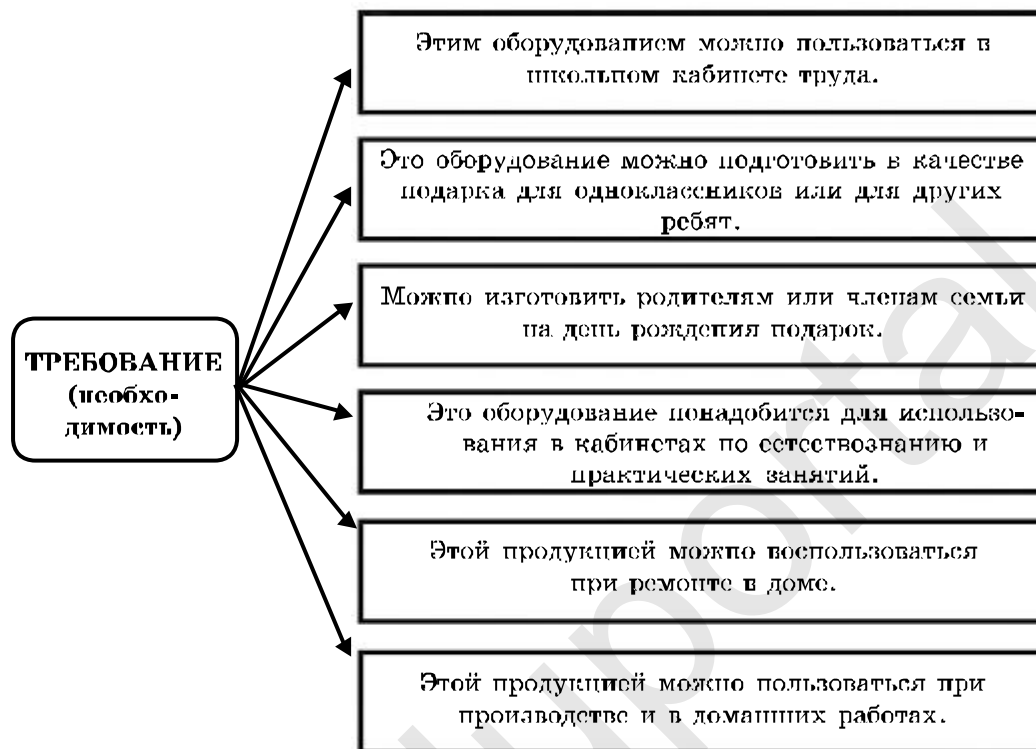 Этим оборудованием можно пользоваться в
школьном кабинете труда.
Это оборудование можно подготовить в качестве
подарка для одноклассников или для других
ребят.
Можно изготовить родителям или членам семьи
на день рождения подарок.
ТРЕБОВАНИЕ
(необхо-
димость)
Это оборудование понадобится для использо-
вания в кабинетах по естествознанию и
практических занятий.
Этой продукцией можно воспользоваться
при ремонте в доме.
Этой продукцией можно пользоваться при
производстве и в домашних работах.